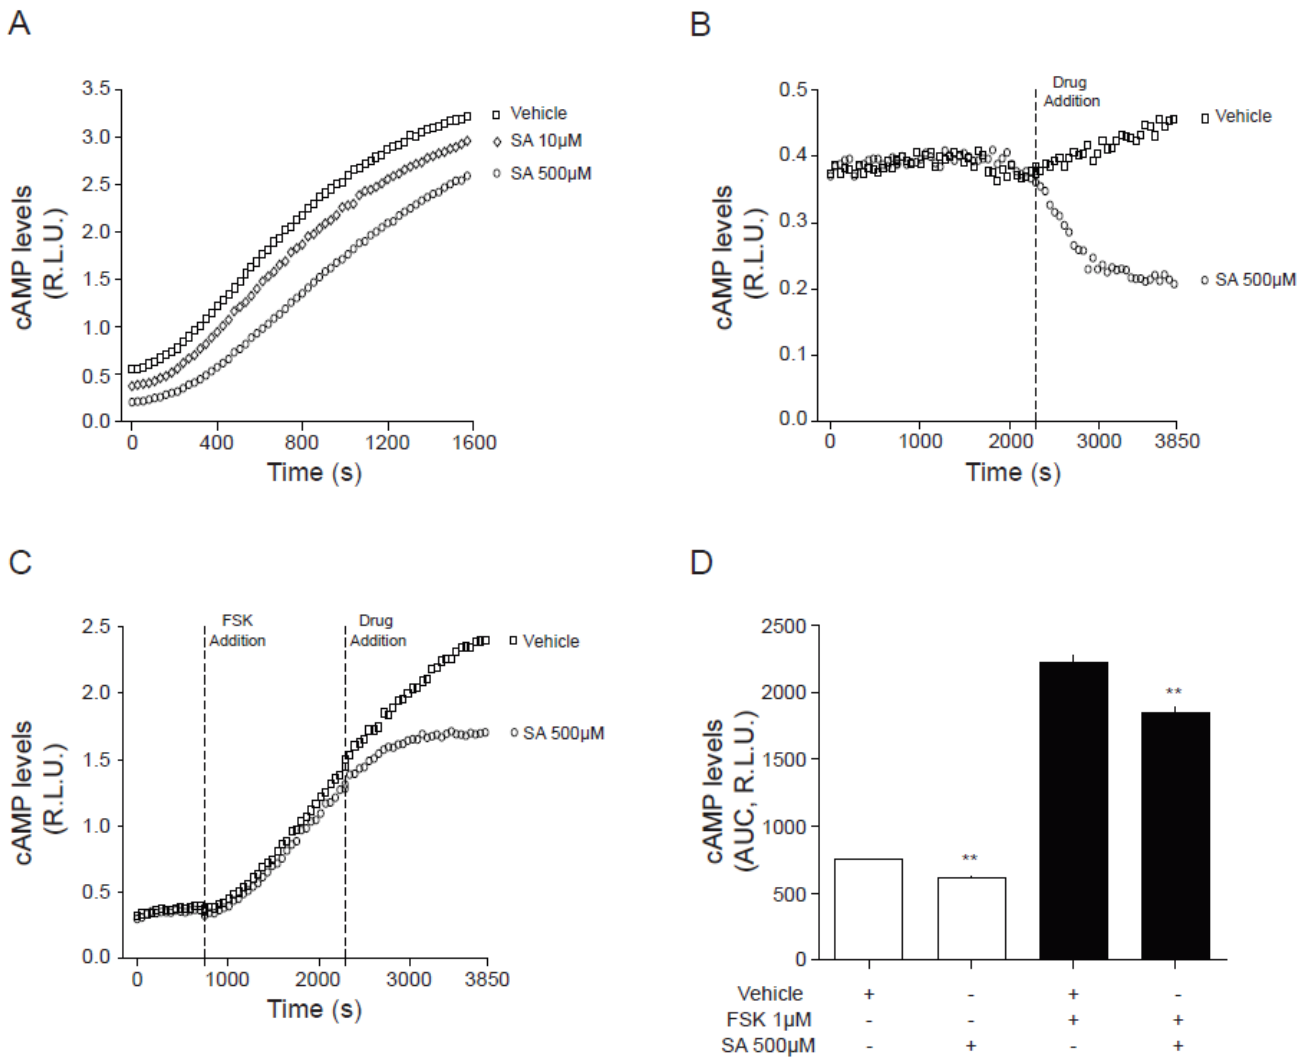 A
3.5
3.0
2.5
2.0
1.5
1.0
0.5
0.0
cAMP levels
(R.L.U.)
0 400 800 1200 1600
Time (s)
Vehicle
SA 10µM
SA 500µM
B
0.5
0.4
0.3
0.2
0.1
0.0
cAMP levels
(R.L.U.)
Drug
Addition
0 1000 2000 3000 3850
Time (s)
Vehicle
SA 500µM
C
2.5
2.0
1.5
1.0
0.5
0.0
cAMP levels
(R.L.U.)
FSK
Addition
Drug
Addition
0 1000 2000 3000 3850
Time (s)
Vehicle
SA 500µM
D
2500
2000
1500
1000
500
0
cAMP levels
(AUC, R.L.U.)
**
**
Vehicle + - + -
FSK 1µM - - + +
SA 500µM - + - +